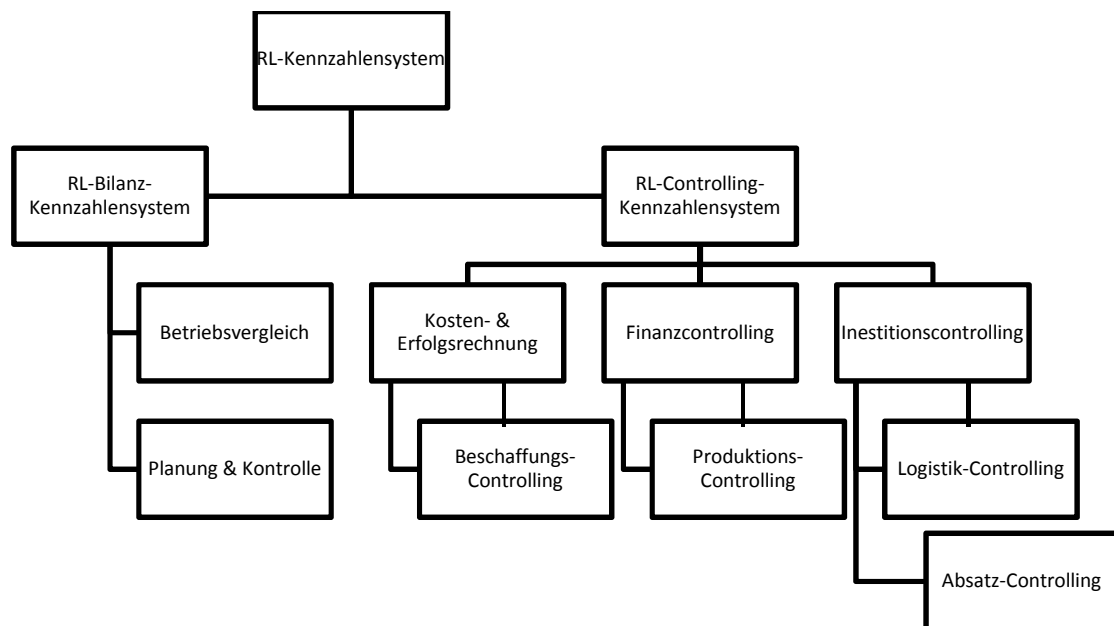 RL-Kennzahlensystem
RL-Bilanz-
Kennzahlensystem
RL-Controlling-
Kennzahlensystem
Betriebsvergleich
Kosten- &
Erfolgsrechnung
Finanzcontrolling
Inestitionscontrolling
Planung & Kontrolle
Beschaffungs-
Controlling
Produktions-
Controlling
Logistik-Controlling
Absatz-Controlling